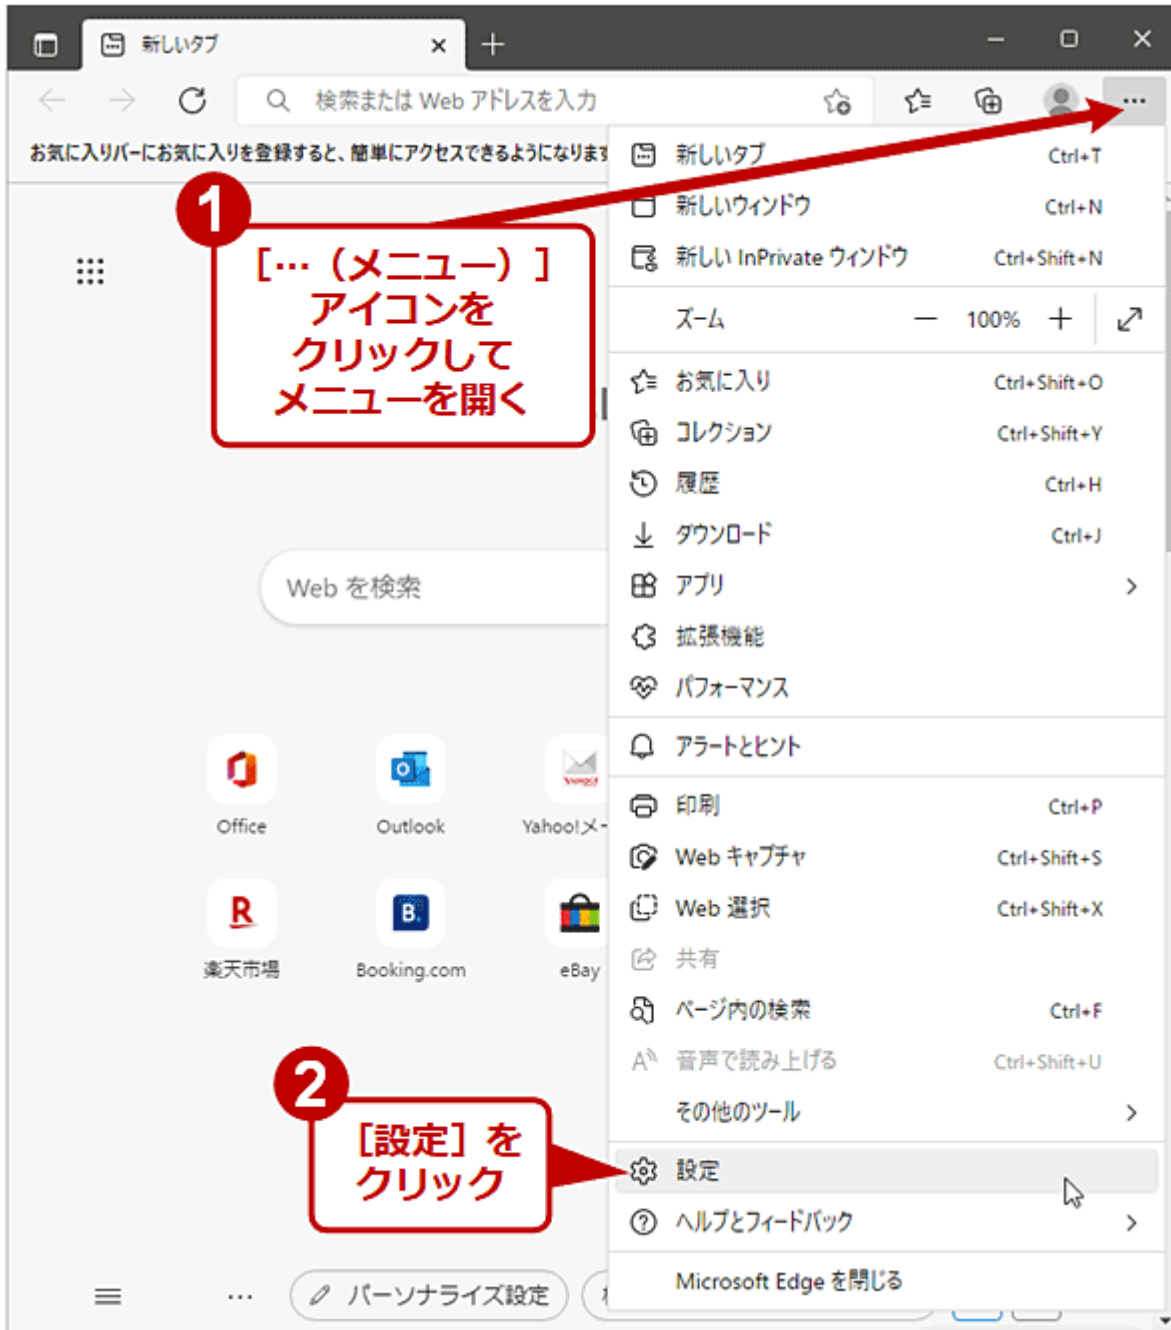 新しいタブ
検索または Web アドレスを入力
お気に入りバーにお気に入りを登録すると、簡単にアクセスできるようになります
新しいタブ Ctrl+T
新しいウィンドウ Ctrl+N
新しい InPrivate ウィンドウ Ctrl+Shift+N
ズーム 100%
お気に入り Ctrl+Shift+O
コレクション Ctrl+Shift+Y
履歴 Ctrl+H
ダウンロード Ctrl+J
アプリ
拡張機能
パフォーマンス
アラートとヒント
印刷 Ctrl+P
Web キャプチャ Ctrl+Shift+S
Web 選択 Ctrl+Shift+X
共有
ページ内の検索 Ctrl+F
音声で読み上げる Ctrl+Shift+U
その他のツール
設定
ヘルプとフィードバック
Microsoft Edge を閉じる
1
［…（メニュー）］
アイコンを
クリックして
メニューを開く
Web を検索
Office Outlook Yahoo!メー
楽天市場 Booking.com eBay
2
［設定］を
クリック
パーソナライズ設定